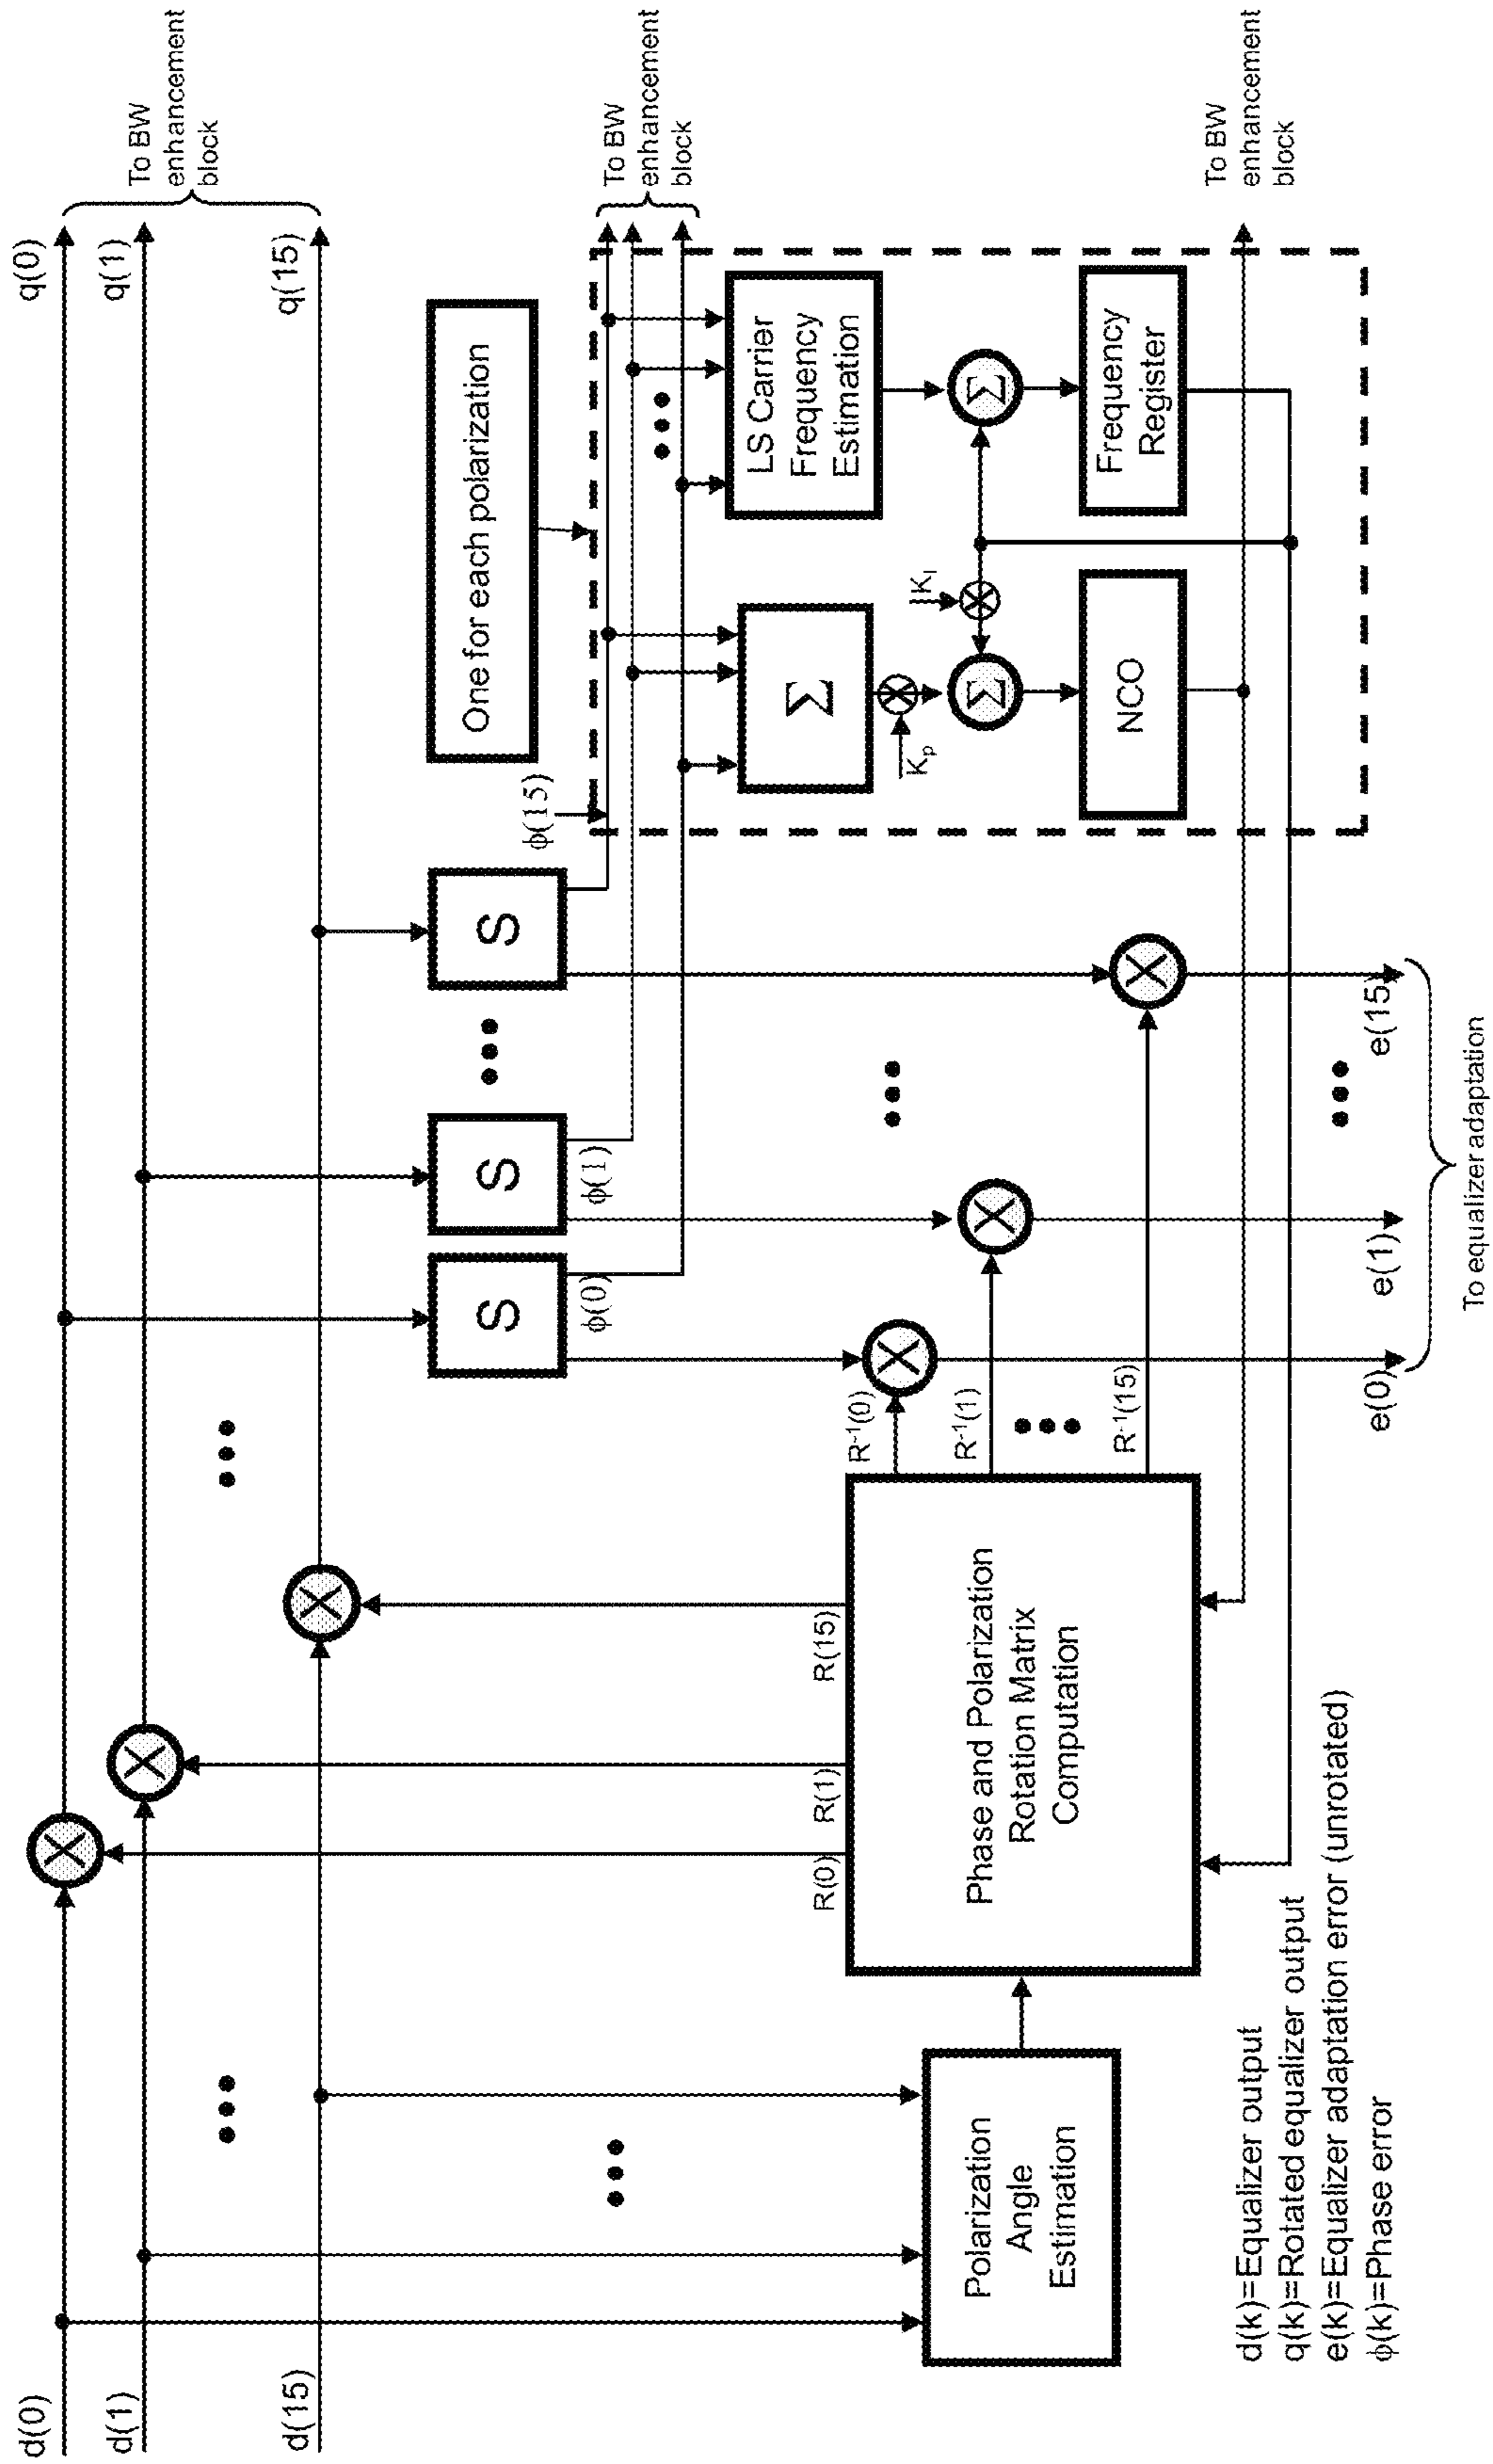 d(0)
q(0)
d(1)
q(1)
To BW
enhancement
block
d(15)
q(15)
One for each polarization
S
S
S
ϕ(0)
ϕ(1)
ϕ(15)
To BW
enhancement
block
Σ
LS Carrier
Frequency
Estimation
Kp
KI
Σ
Σ
NCO
Frequency
Register
To BW
enhancement
block
R(0)
R(1)
R(15)
R-1(0)
R-1(1)
R-1(15)
Polarization
Angle
Estimation
Phase and Polarization
Rotation Matrix
Computation
e(0)
e(1)
e(15)
To equalizer adaptation
d(k)=Equalizer output
q(k)=Rotated equalizer output
e(k)=Equalizer adaptation error (unrotated)
ϕ(k)=Phase error